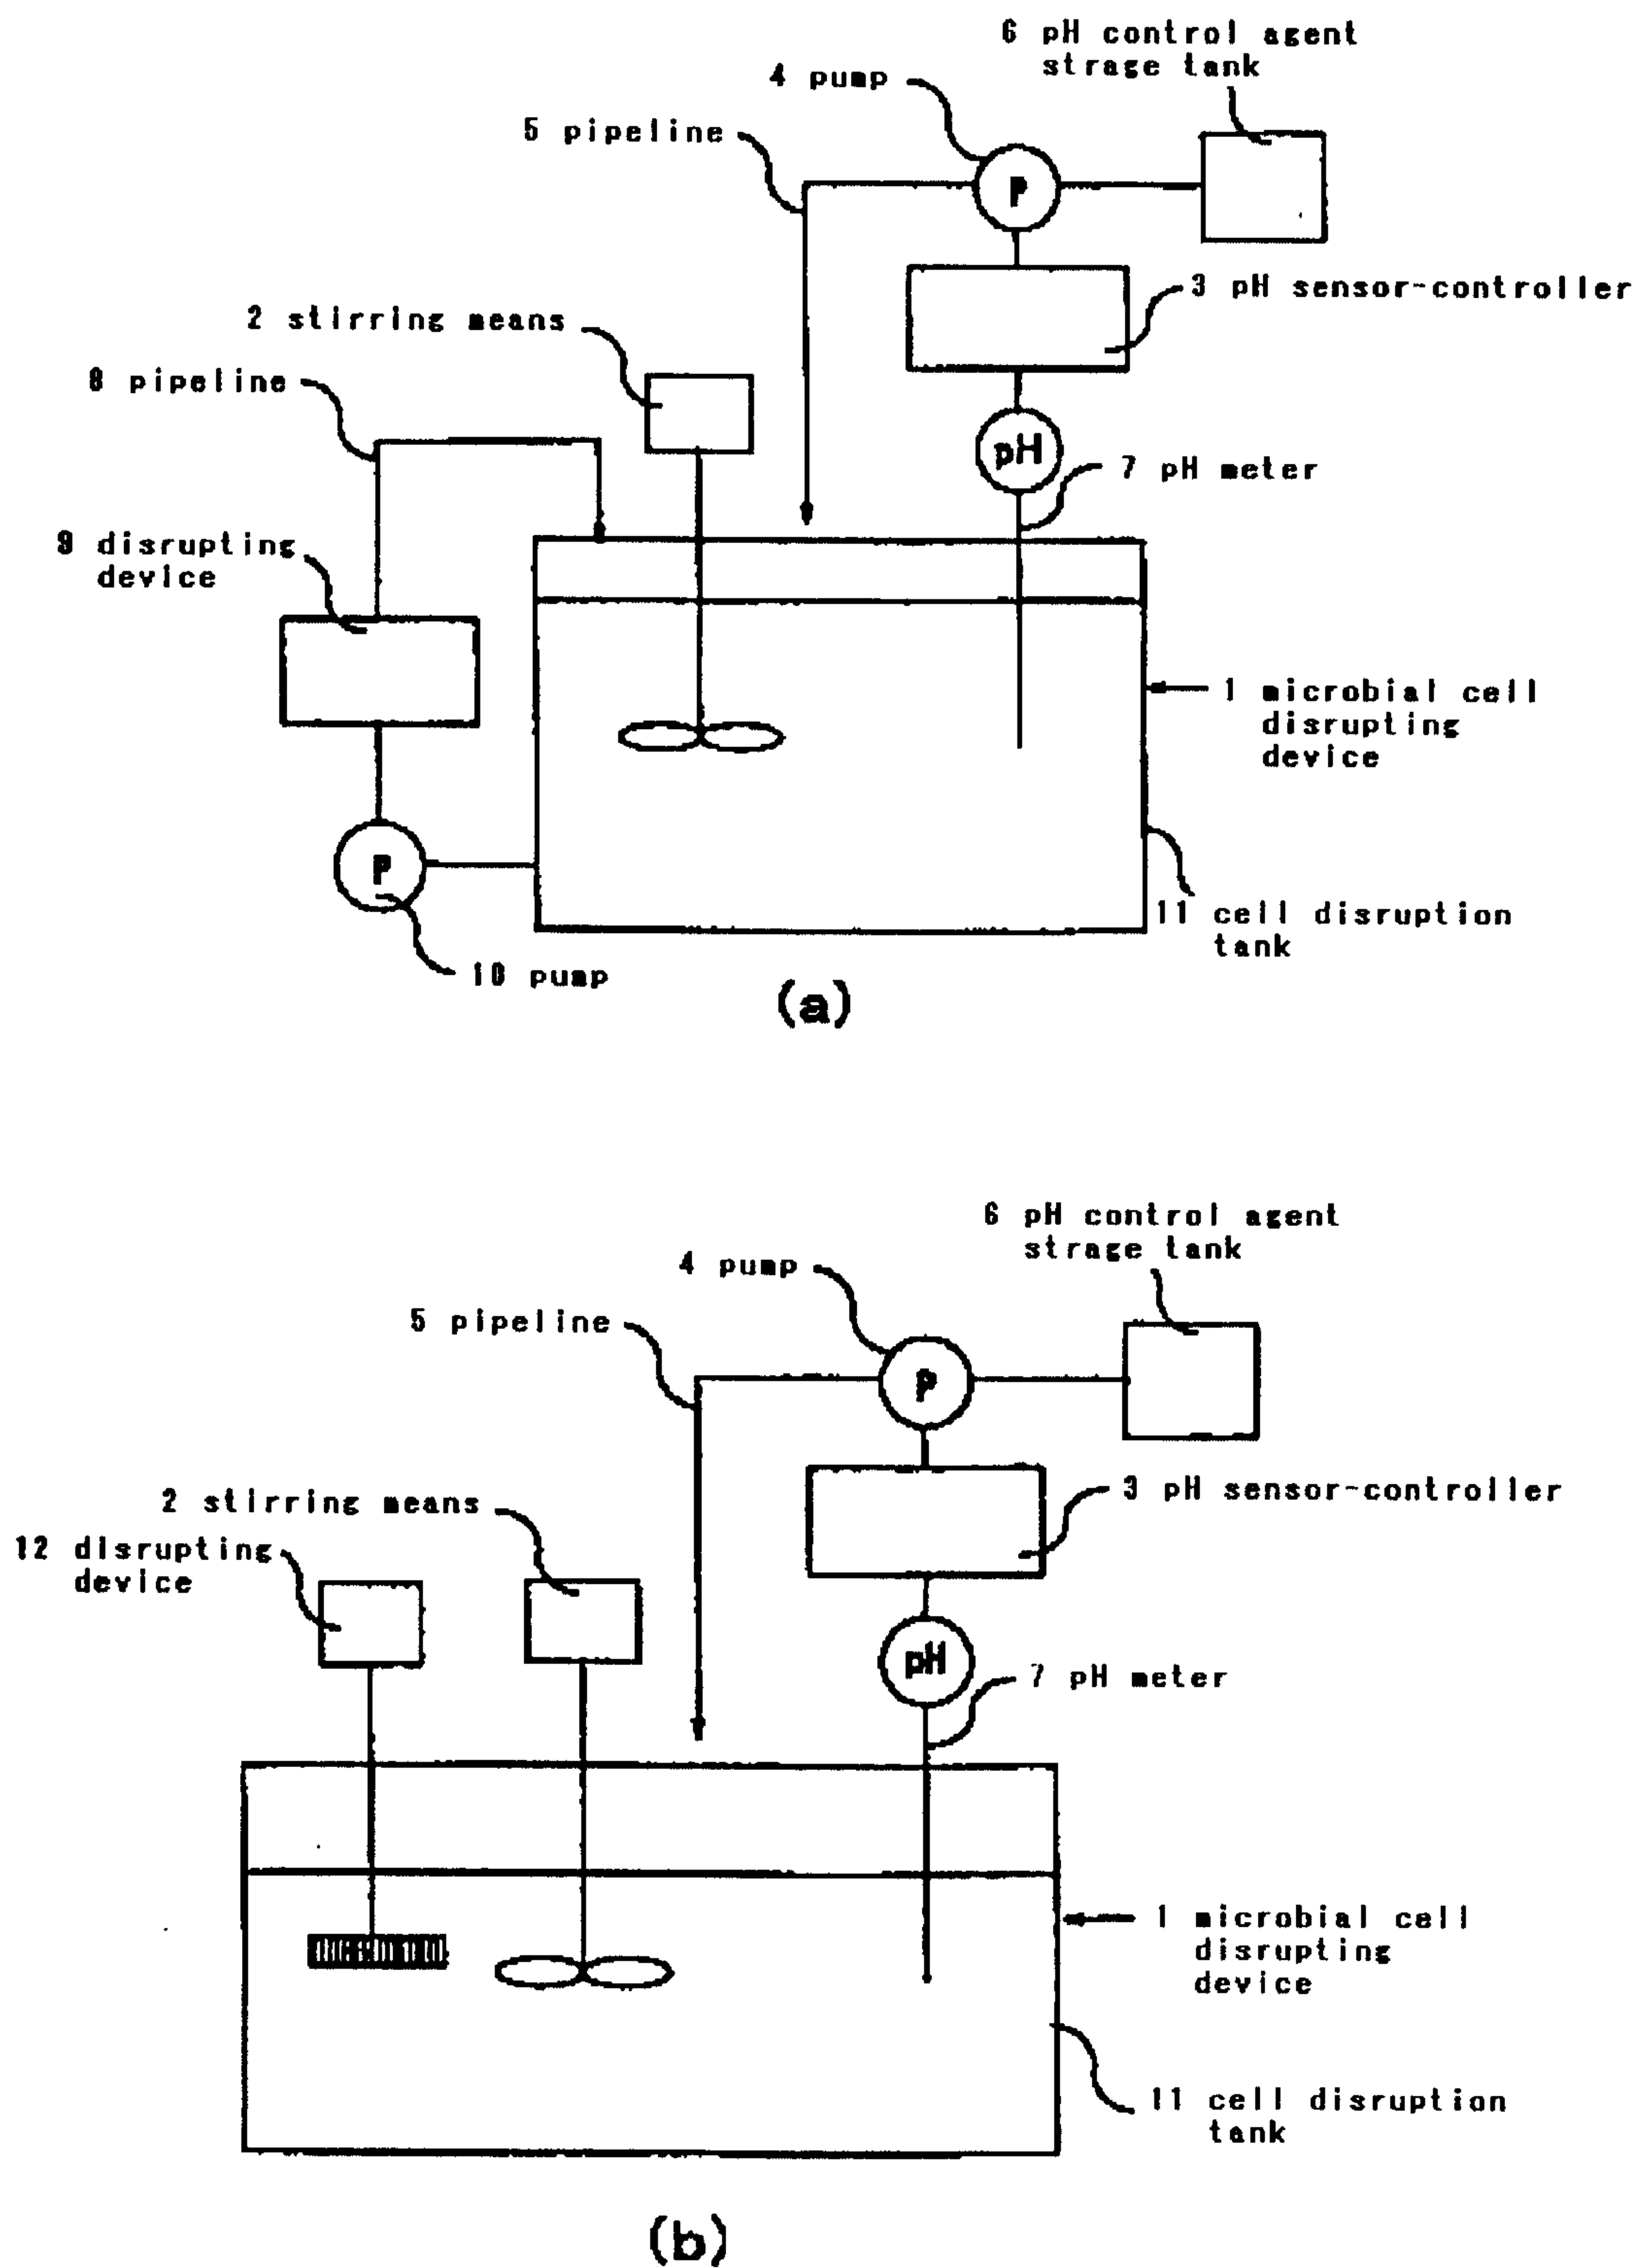 6 pH control agent
strage tank
4 pump
5 pipeline
P
3 pH sensor-controller
2 stirring means
8 pipeline
pH
7 pH meter
9 disrupting
device
1 microbial cell
disrupting
device
P
11 cell disruption
tank
10 pump
(a)
6 pH control agent
strage tank
4 pump
5 pipeline
P
3 pH sensor-controller
2 stirring means
12 disrupting
device
pH
7 pH meter
1 microbial cell
disrupting
device
11 cell disruption
tank
(b)